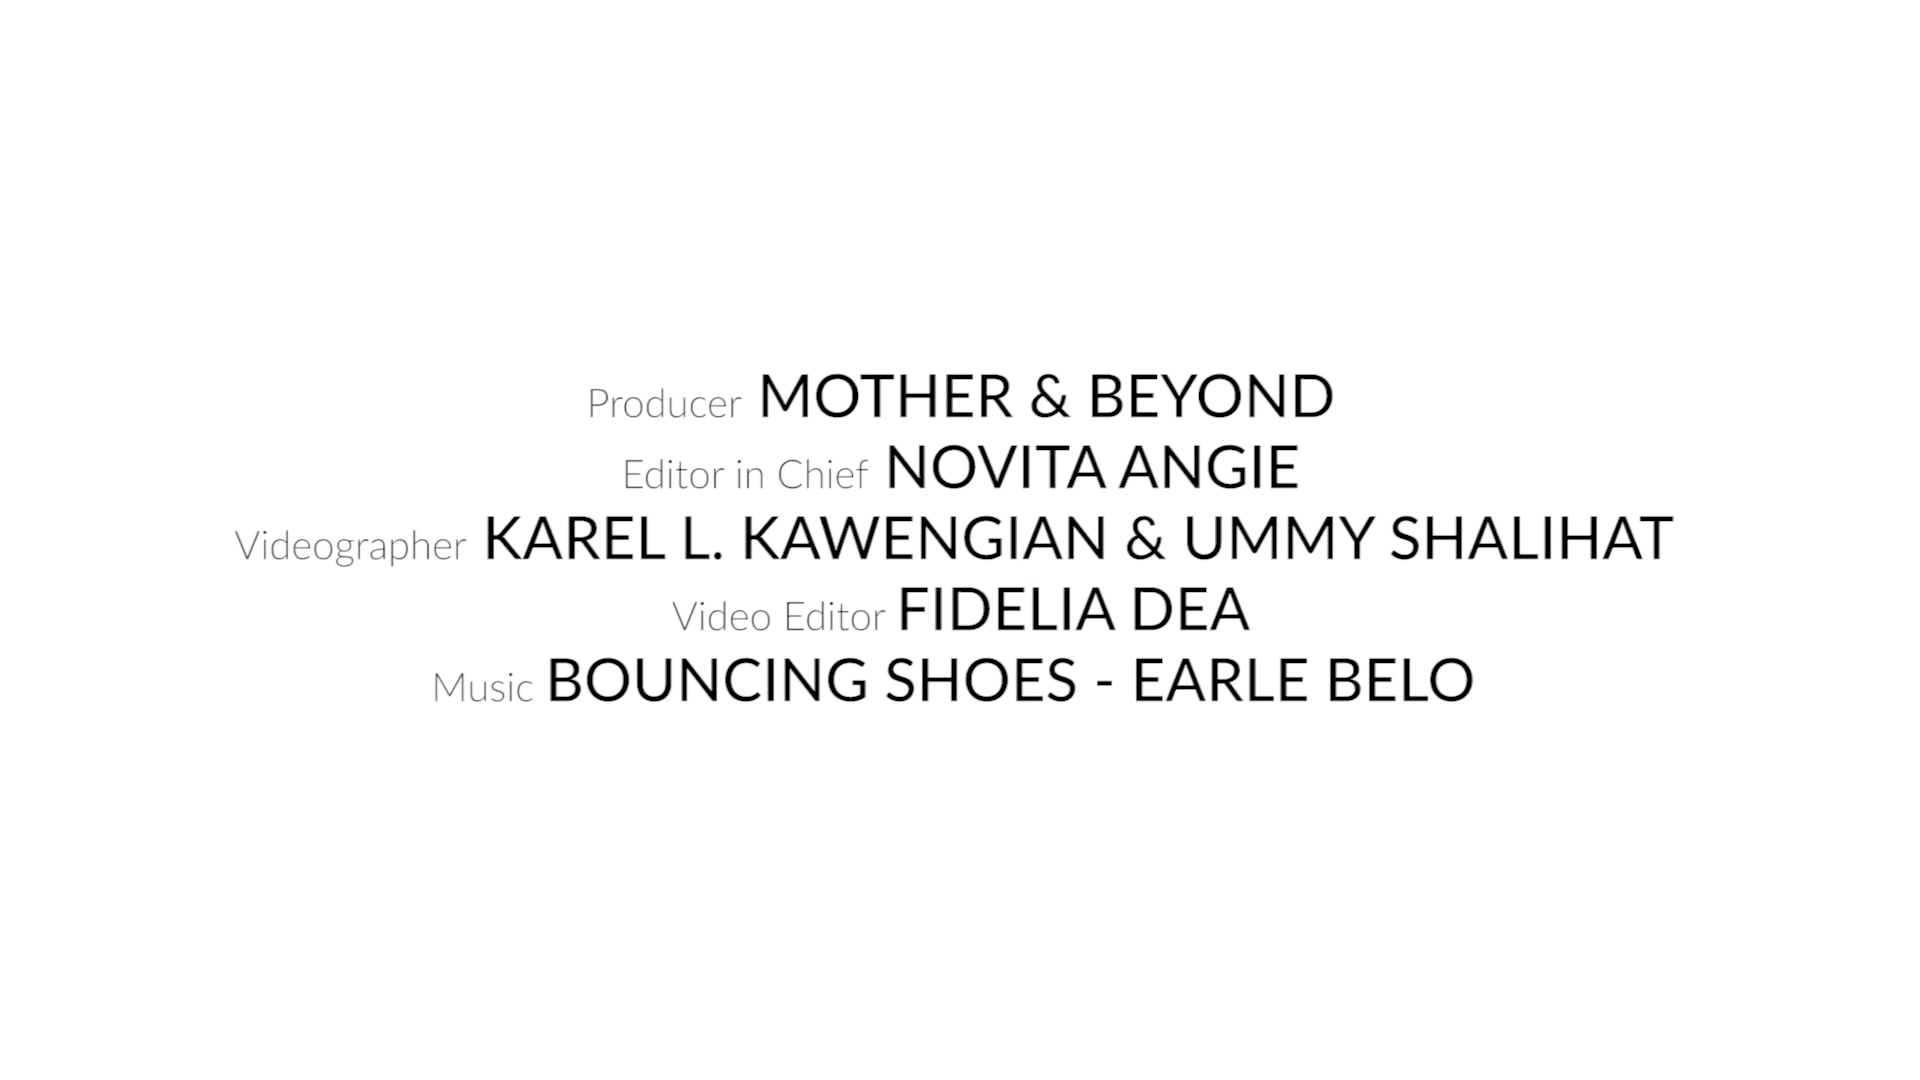 Producer MOTHER & BEYOND
Editor in Chief NOVITA ANGIE
Videographer KAREL L. KAWENGIAN & UMMY SHALIHAT
Video Editor FIDELIA DEA
Music BOUNCING SHOES - EARLE BELO